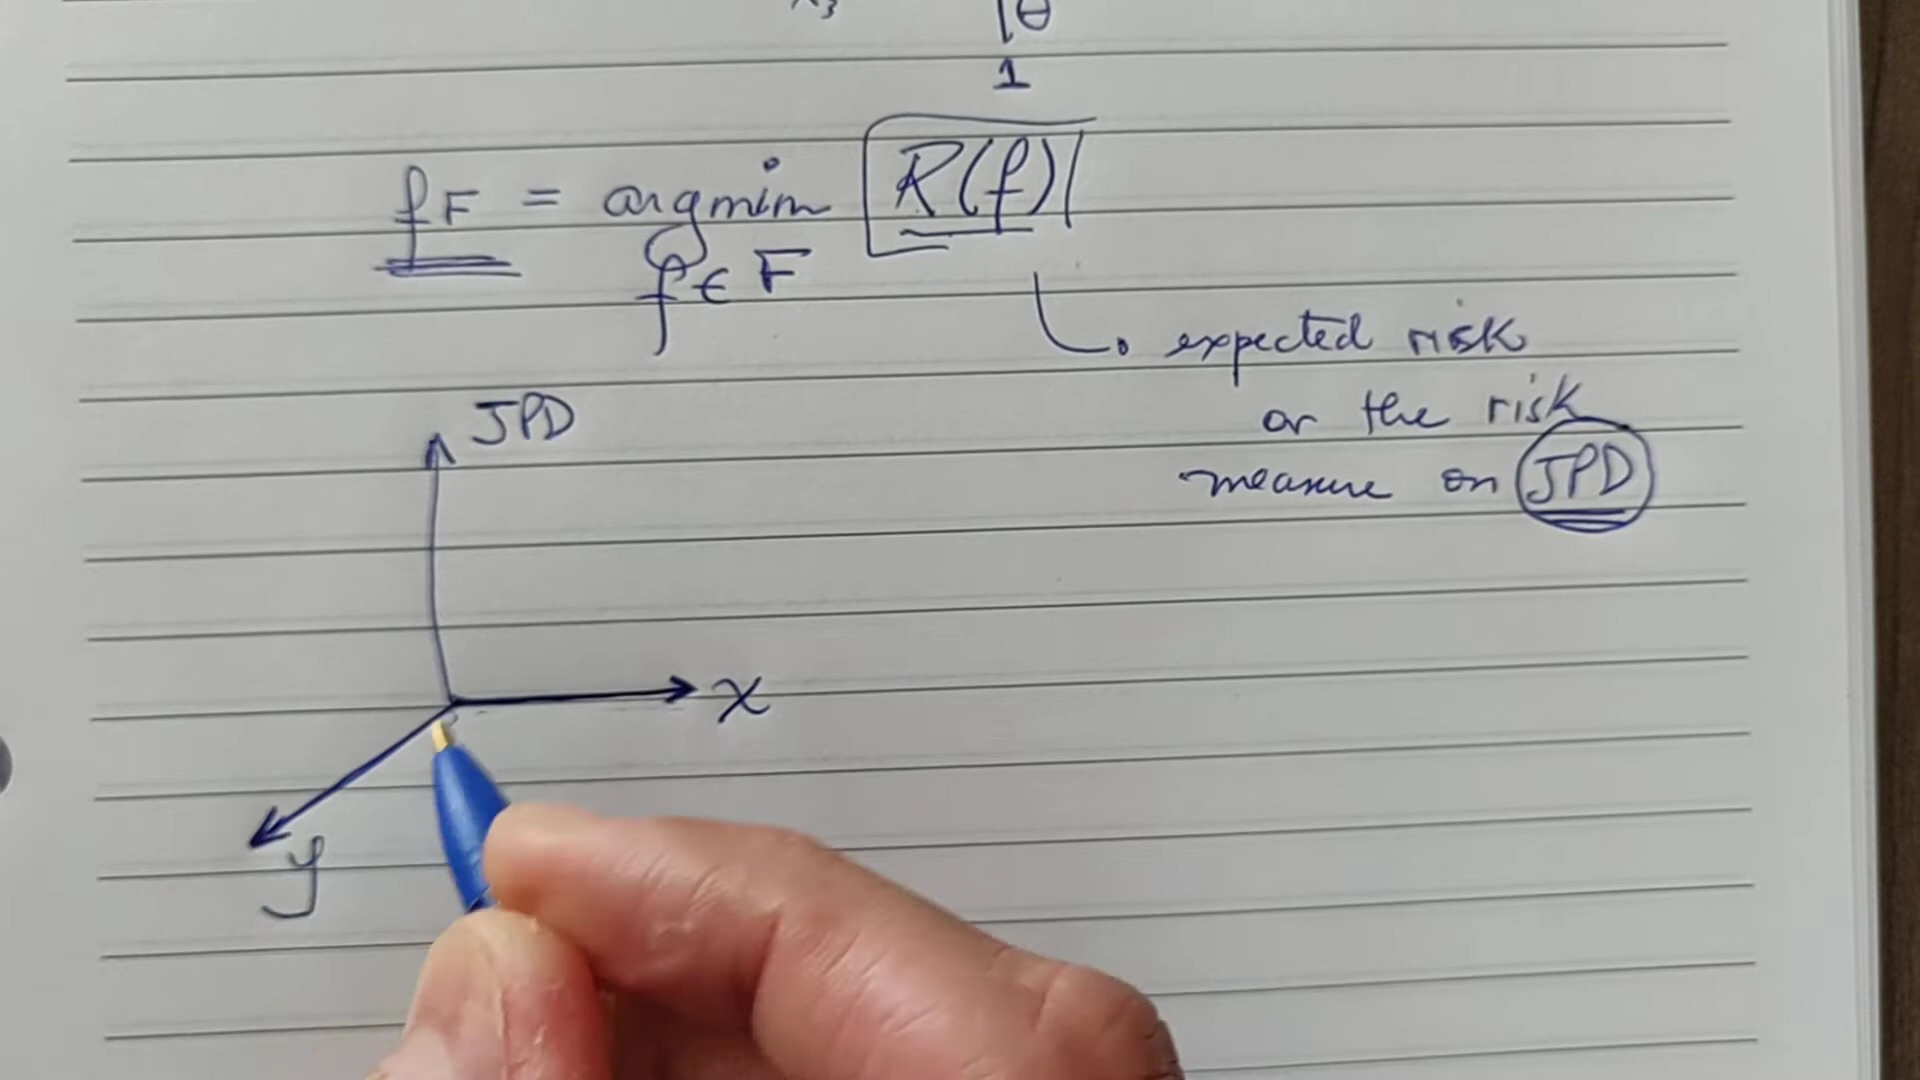 θ
1
f_F = argmin R(f)
f ∈ F
expected risk
or the risk
measure on JPD
JPD
x
y